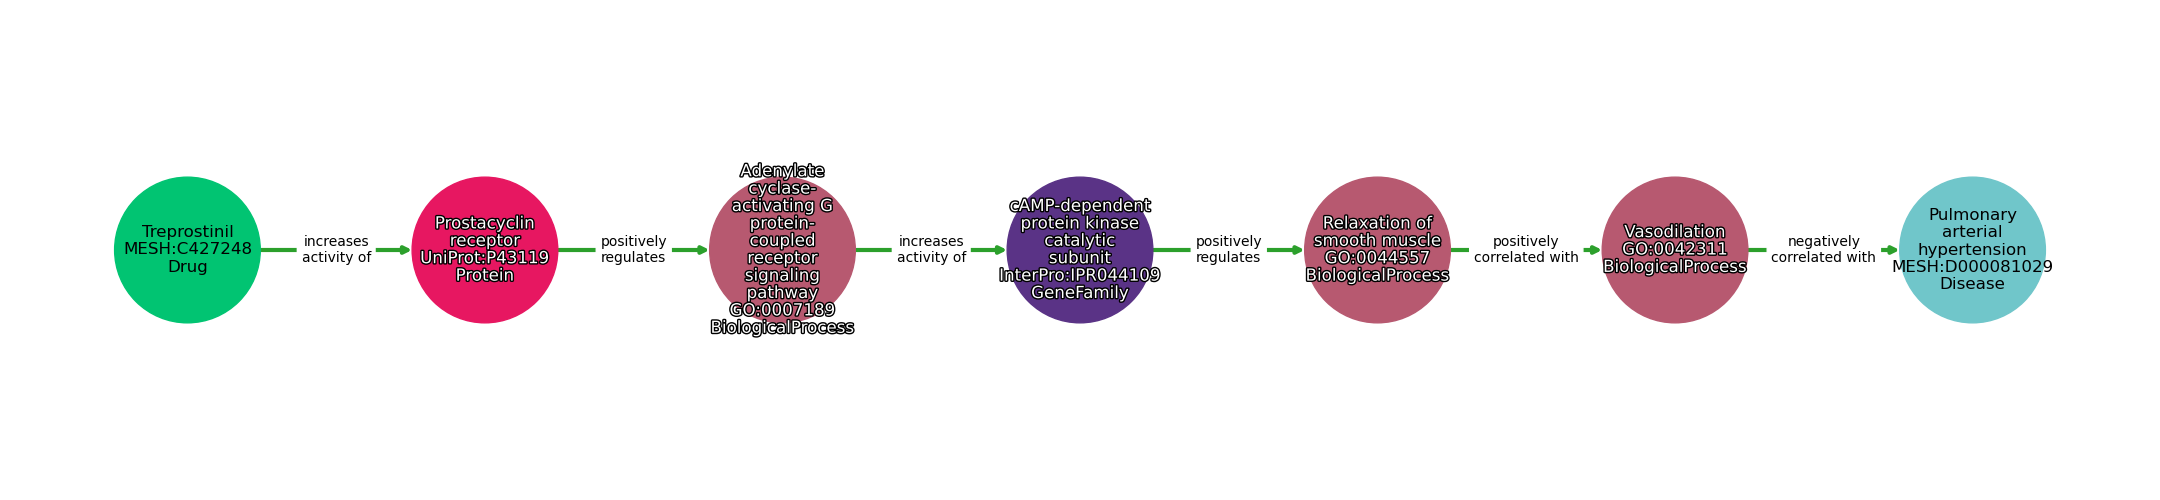 Treprostinil
MESH:C427248
Drug
increases
activity of
Prostacyclin
receptor
UniProt:P43119
Protein
positively
regulates
Adenylate
cyclase-
activating G
protein-
coupled
receptor
signaling
pathway
GO:0007189
BiologicalProcess
increases
activity of
cAMP-dependent
protein kinase
catalytic
subunit
InterPro:IPR044109
GeneFamily
positively
regulates
Relaxation of
smooth muscle
GO:0044557
BiologicalProcess
positively
correlated with
Vasodilation
GO:0042311
BiologicalProcess
negatively
correlated with
Pulmonary
arterial
hypertension
MESH:D000081029
Disease